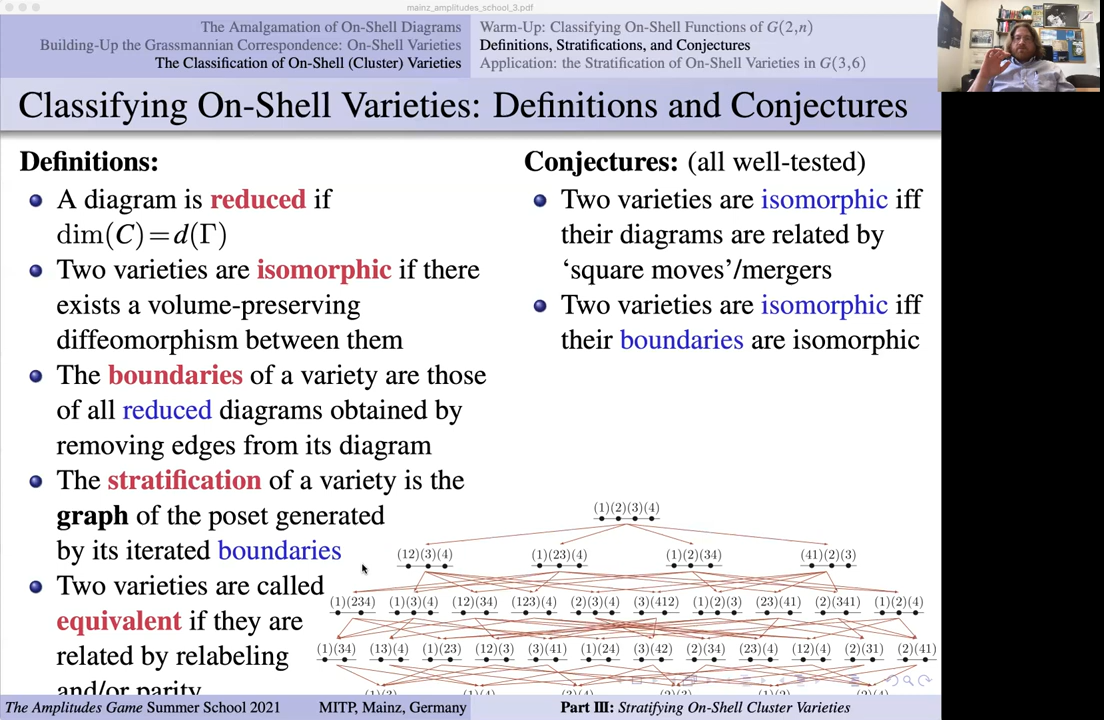 mainz_amplitudes_school_3.pdf
The Amalgamation of On-Shell Diagrams
Building-Up the Grassmannian Correspondence: On-Shell Varieties
The Classification of On-Shell (Cluster) Varieties
Warm-Up: Classifying On-Shell Functions of G(2,n)
Definitions, Stratifications, and Conjectures
Application: the Stratification of On-Shell Varieties in G(3,6)
Classifying On-Shell Varieties: Definitions and Conjectures
Definitions:
A diagram is reduced if
dim(C)=d(Γ)
Two varieties are isomorphic if there
exists a volume-preserving
diffeomorphism between them
The boundaries of a variety are those
of all reduced diagrams obtained by
removing edges from its diagram
The stratification of a variety is the
graph of the poset generated
by its iterated boundaries
Two varieties are called
equivalent if they are
related by relabeling
and/or parity
Conjectures: (all well-tested)
Two varieties are isomorphic iff
their diagrams are related by
‘square moves’/mergers
Two varieties are isomorphic iff
their boundaries are isomorphic
(1)(2)(3)(4)
(12)(3)(4) (1)(23)(4) (1)(2)(34) (41)(2)(3)
(1)(234) (1)(3)(4) (12)(34) (123)(4) (2)(3)(4) (3)(412) (1)(2)(3) (23)(41) (2)(341) (1)(2)(4)
(1)(34) (13)(4) (1)(23) (12)(3) (3)(41) (1)(24) (3)(42) (2)(34) (23)(4) (12)(4) (2)(31) (2)(41)
The Amplitudes Game Summer School 2021
MITP, Mainz, Germany
Part III: Stratifying On-Shell Cluster Varieties